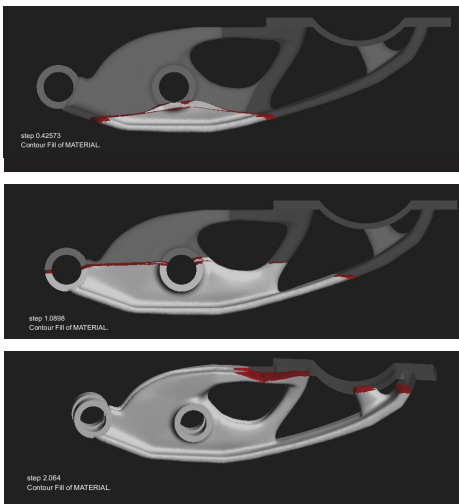 step 0.42573
Contour Fill of MATERIAL.
step 1.0898
Contour Fill of MATERIAL.
step 2.064
Contour Fill of MATERIAL.